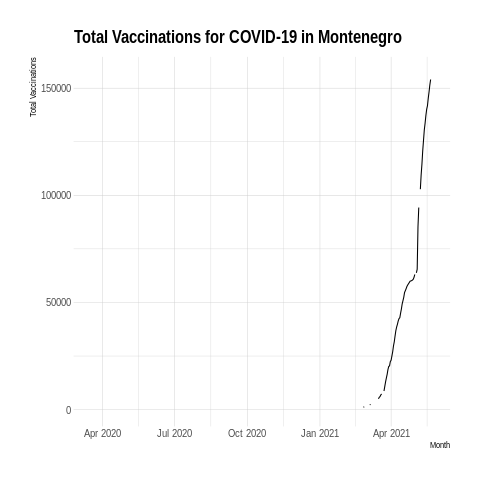 Total Vaccinations for COVID-19 in Montenegro
Total Vaccinations
150000
100000
50000
0
Apr 2020
Jul 2020
Oct 2020
Jan 2021
Apr 2021
Month